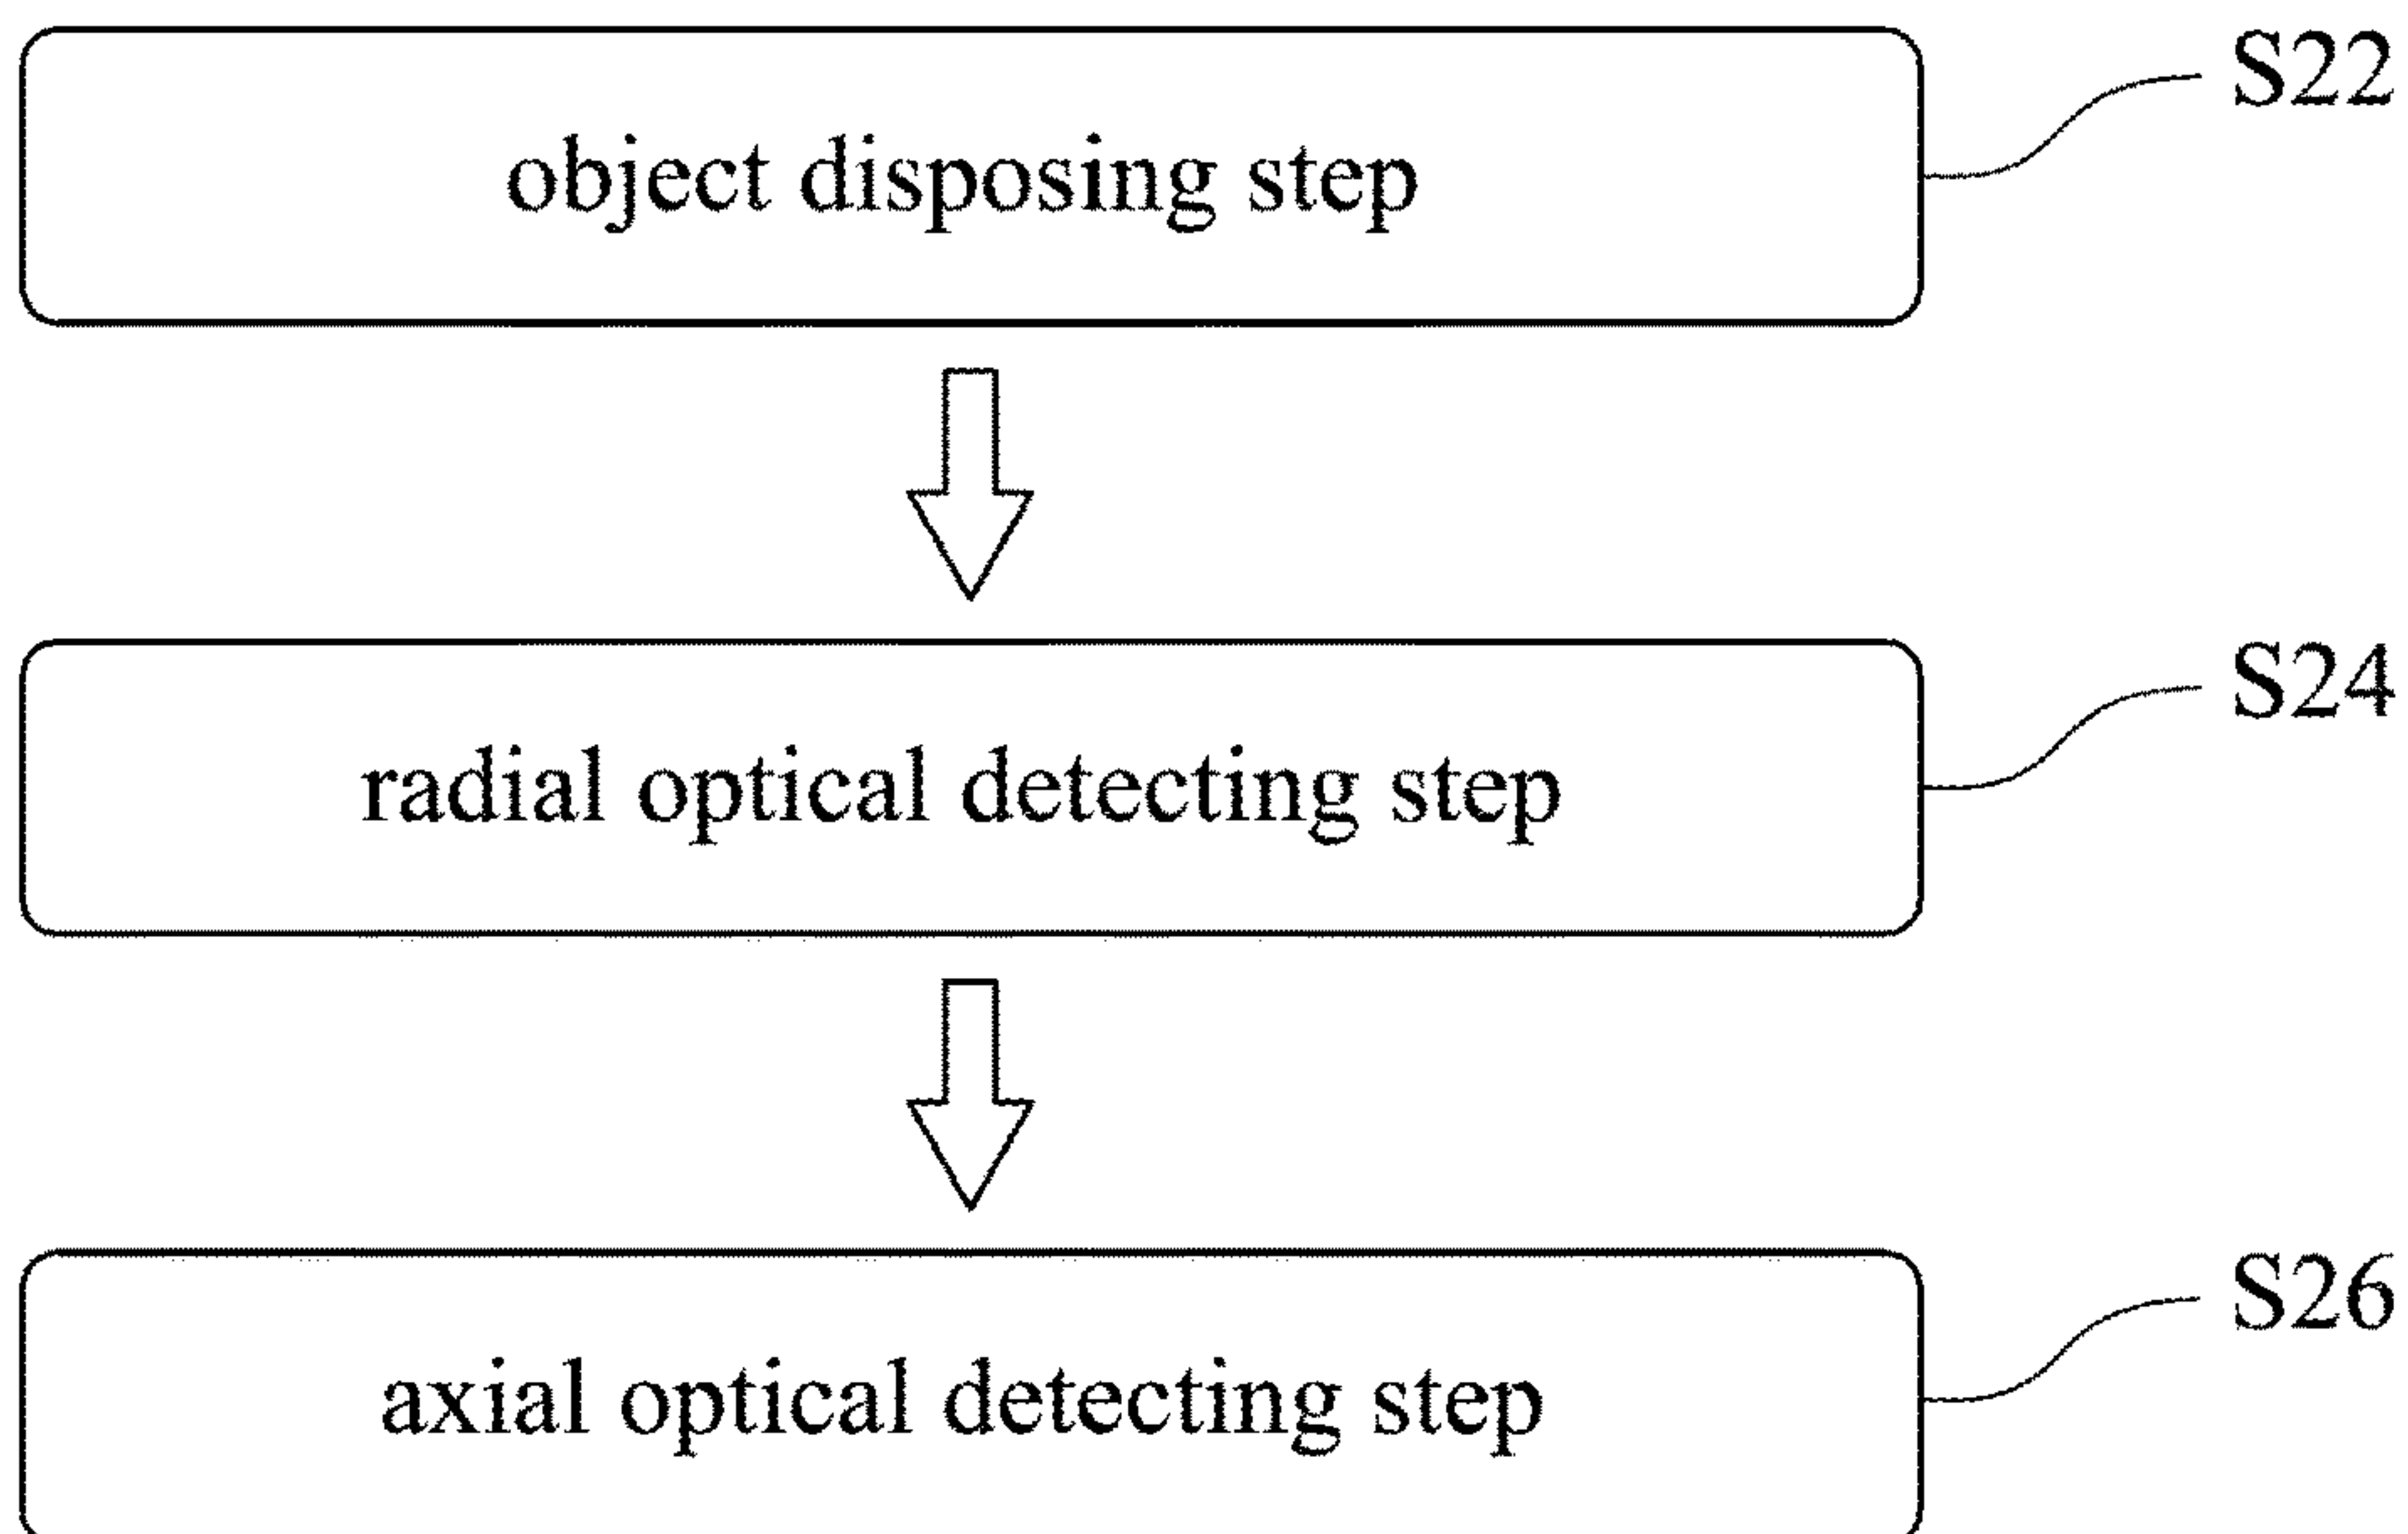 object disposing step
S22
radial optical detecting step
S24
axial optical detecting step
S26